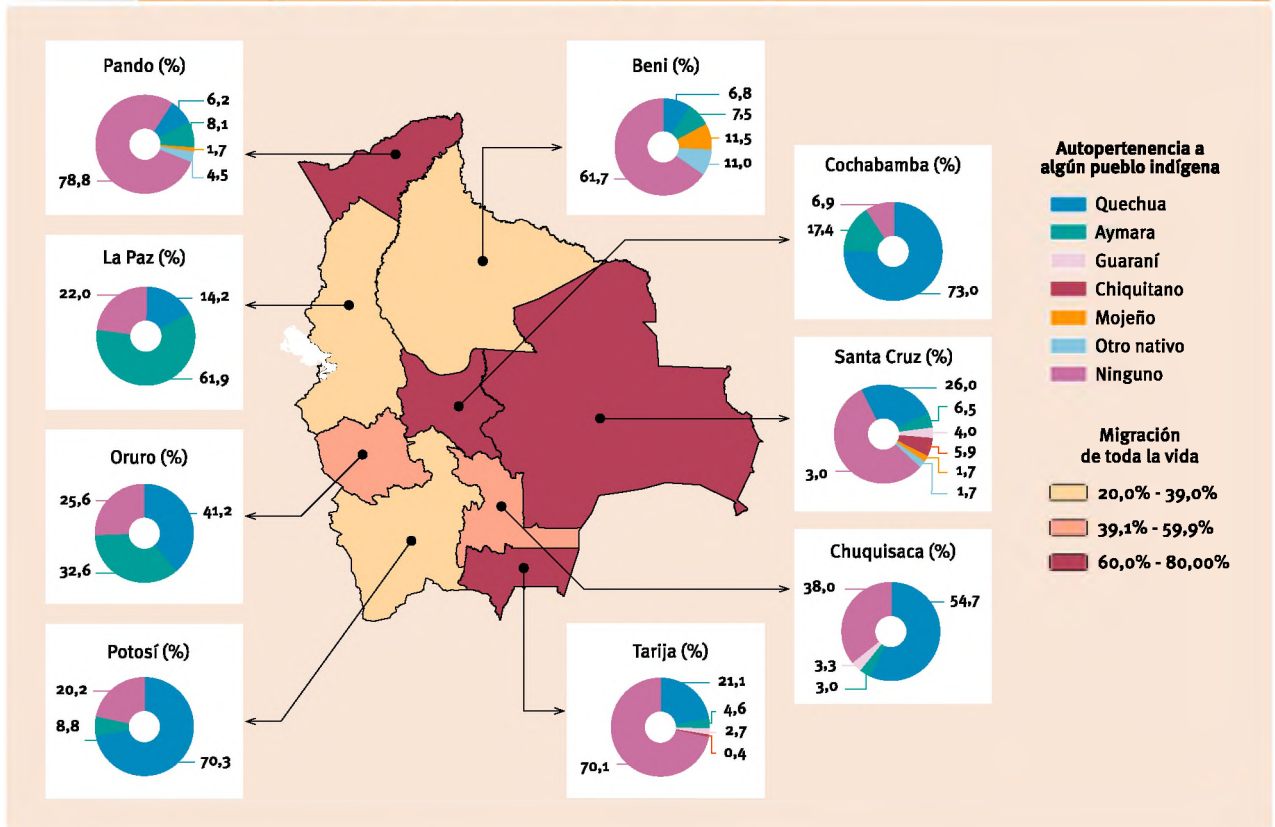 Pando (%)
6,2
8,1
1,7
4,5
78,8
La Paz (%)
22,0
14,2
61,9
Oruro (%)
25,6
41,2
32,6
Potosí (%)
20,2
8,8
70,3
Beni (%)
6,8
7,5
11,5
11,0
61,7
Tarija (%)
21,1
4,6
2,7
0,4
70,1
Cochabamba (%)
6,9
17,4
73,0
Santa Cruz (%)
26,0
6,5
4,0
5,9
1,7
1,7
3,0
Chuquisaca (%)
38,0
54,7
3,3
3,0
Autopertenencia a
algún pueblo indígena
Quechua
Aymara
Guaraní
Chiquitano
Mojeño
Otro nativo
Ninguno
Migración
de toda la vida
20,0% - 39,0%
39,1% - 59,9%
60,0% - 80,00%